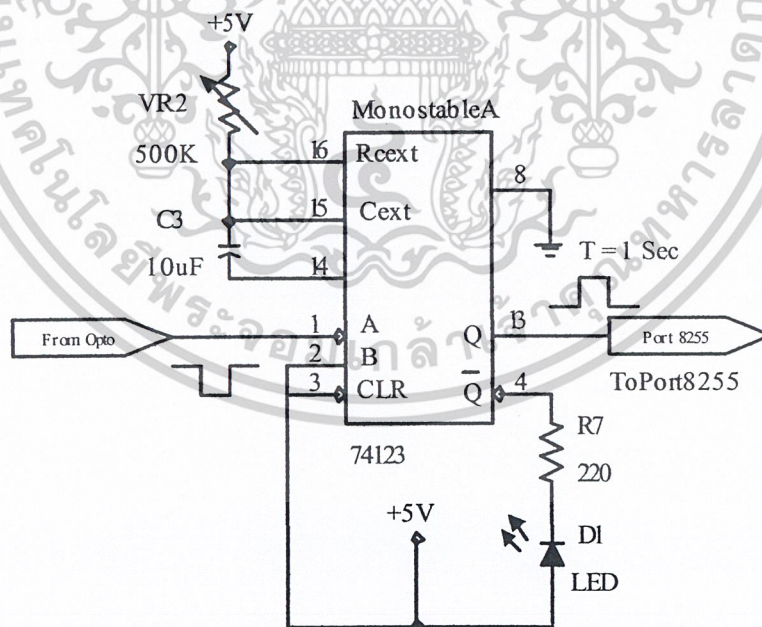 +5V
VR2
500K
C3
10uF
MonostableA
16
Rcext
15
Cext
14
8
T = 1 Sec
From Opto
1
A
2
B
3
CLR
Q
13
Port 8255
Q
4
ToPort8255
74123
R7
220
+5V
D1
LED